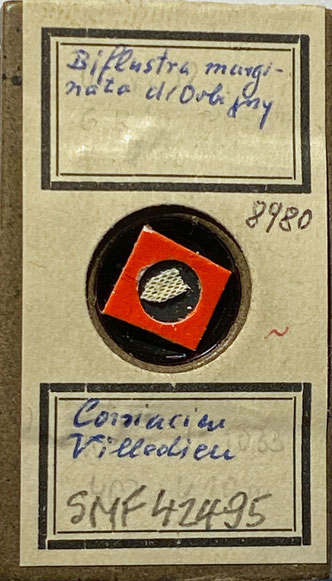 Biflustra margi-
nata d'Orbigny
8980
~
Coniacien
Villedieu
SMF 42495